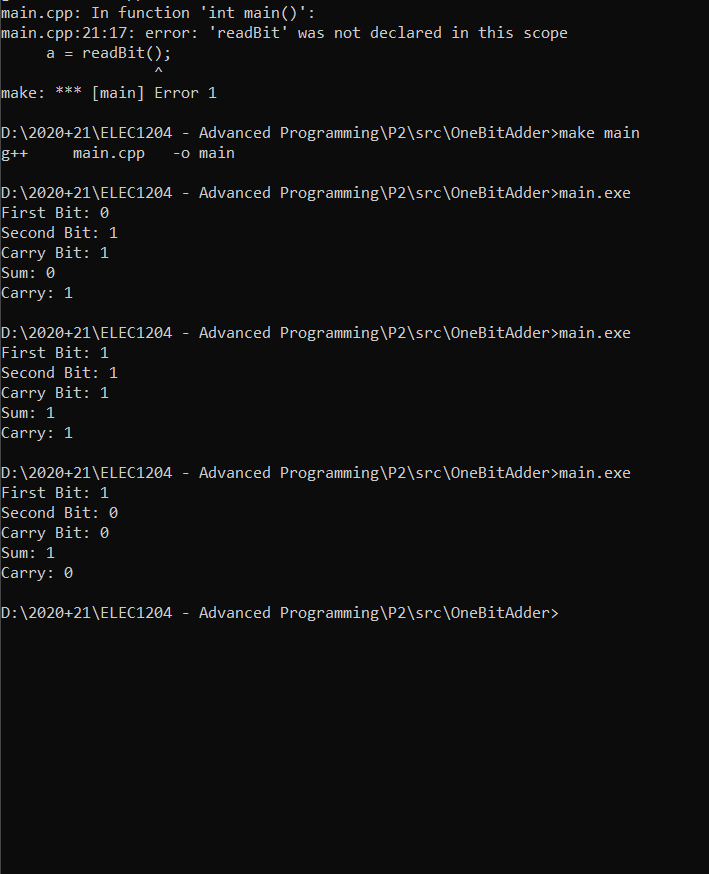 main.cpp: In function 'int main()':
main.cpp:21:17: error: 'readBit' was not declared in this scope
     a = readBit();
                 ^
make: *** [main] Error 1
D:\2020+21\ELEC1204 - Advanced Programming\P2\src\OneBitAdder>make main
g++     main.cpp   -o main
D:\2020+21\ELEC1204 - Advanced Programming\P2\src\OneBitAdder>main.exe
First Bit: 0
Second Bit: 1
Carry Bit: 1
Sum: 0
Carry: 1
D:\2020+21\ELEC1204 - Advanced Programming\P2\src\OneBitAdder>main.exe
First Bit: 1
Second Bit: 1
Carry Bit: 1
Sum: 1
Carry: 1
D:\2020+21\ELEC1204 - Advanced Programming\P2\src\OneBitAdder>main.exe
First Bit: 1
Second Bit: 0
Carry Bit: 0
Sum: 1
Carry: 0
D:\2020+21\ELEC1204 - Advanced Programming\P2\src\OneBitAdder>